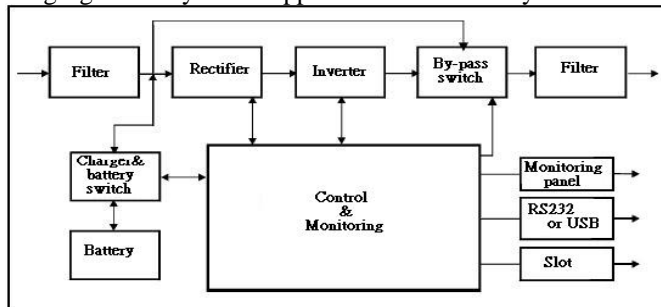 Filter
Rectifier
Inverter
By-pass
switch
Filter
Charger&
battery
switch
Battery
Control
&
Monitoring
Monitoring
panel
RS232
or USB
Slot